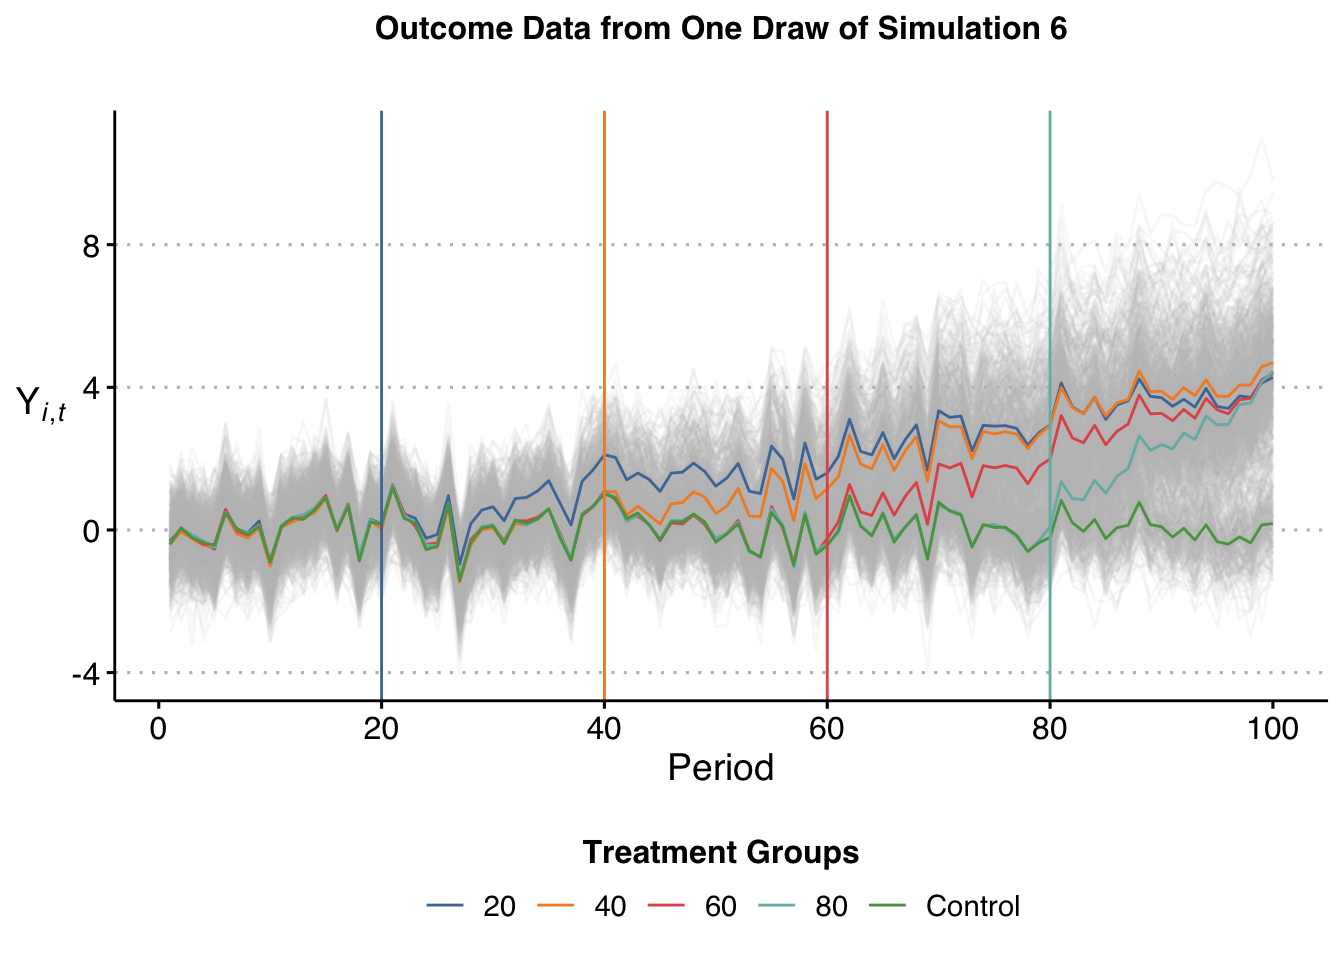 Outcome Data from One Draw of Simulation 6
8
4
0
-4
Y i,t
0 20 40 60 80 100
Period
Treatment Groups
20 40 60 80 Control